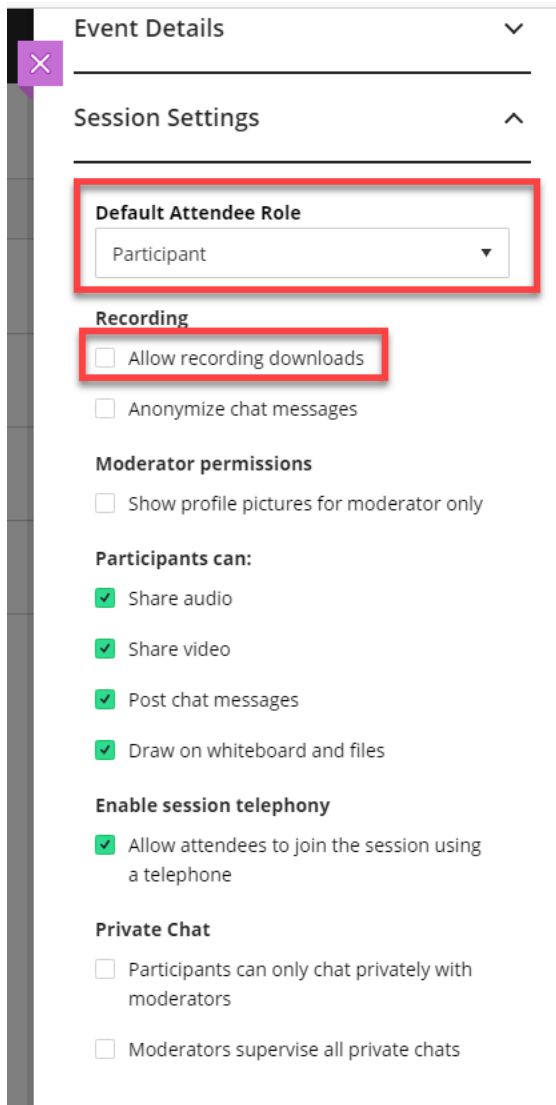 Event Details
Session Settings
Default Attendee Role
Participant
Recording
Allow recording downloads
Anonymize chat messages
Moderator permissions
Show profile pictures for moderator only
Participants can:
Share audio
Share video
Post chat messages
Draw on whiteboard and files
Enable session telephony
Allow attendees to join the session using
a telephone
Private Chat
Participants can only chat privately with
moderators
Moderators supervise all private chats